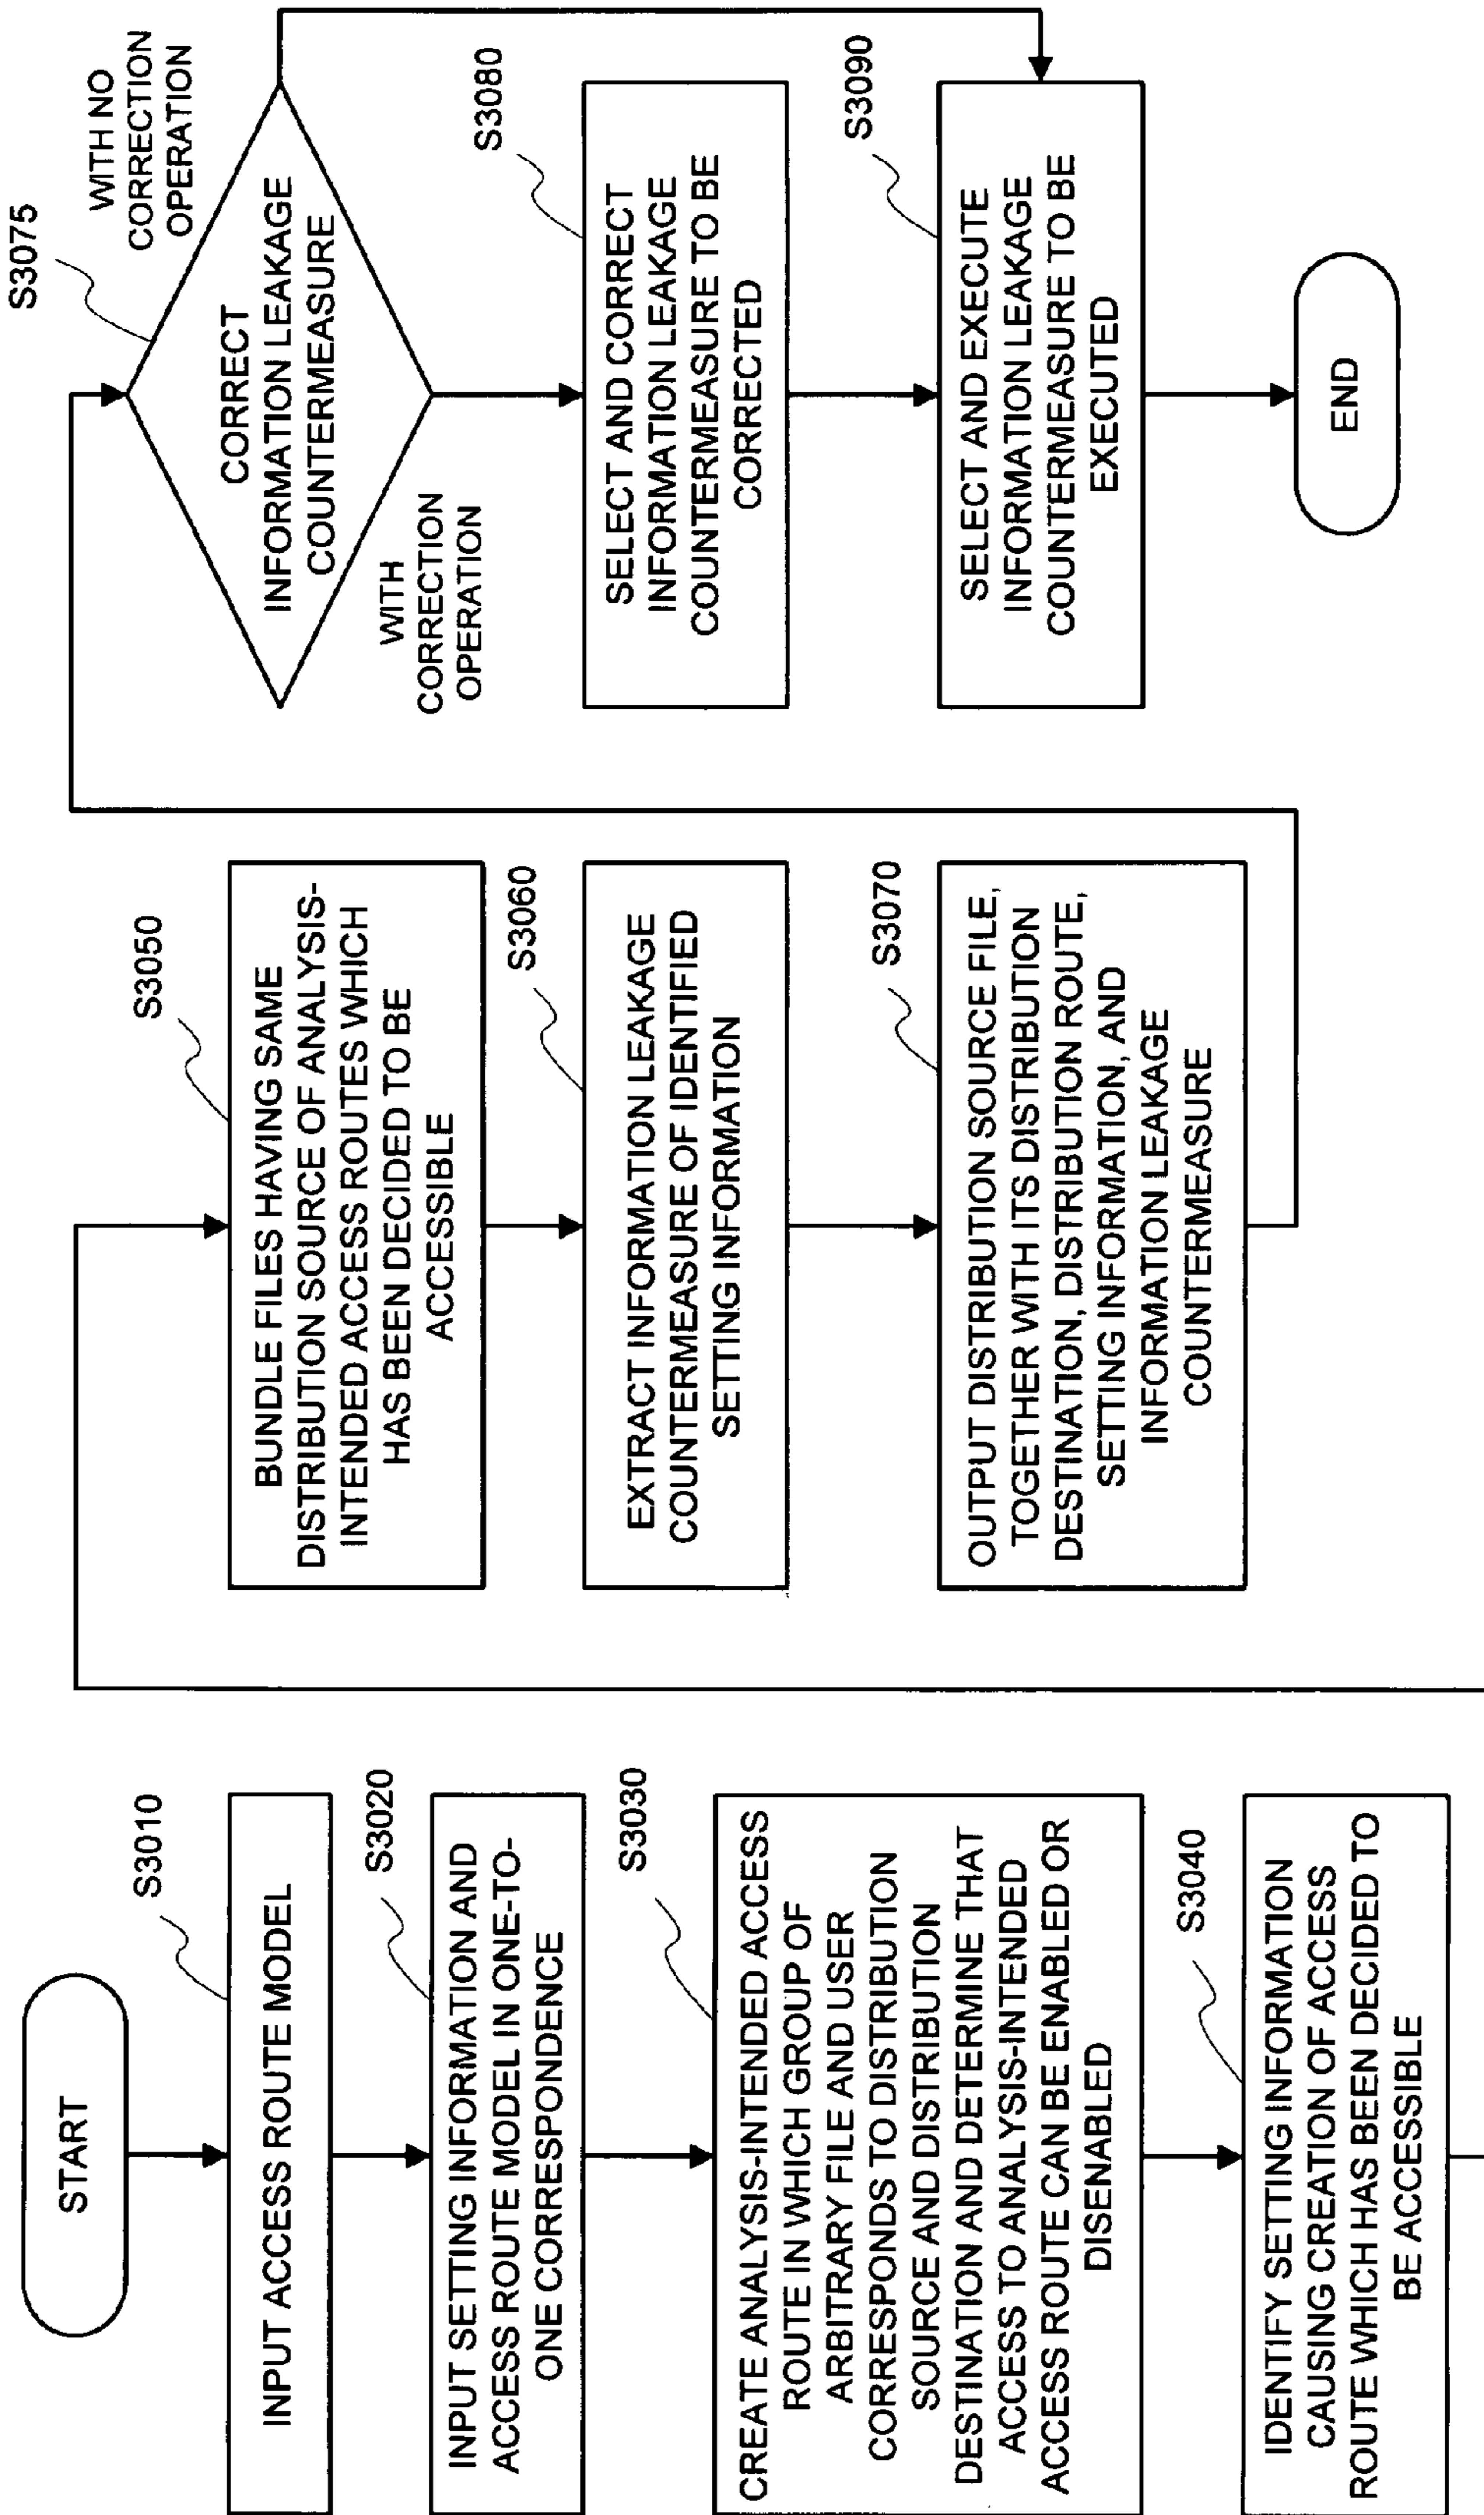 START
S3010
INPUT ACCESS ROUTE MODEL
S3020
INPUT SETTING INFORMATION AND
ACCESS ROUTE MODEL IN ONE-TO-
ONE CORRESPONDENCE
S3030
CREATE ANALYSIS-INTENDED ACCESS
ROUTE IN WHICH GROUP OF
ARBITRARY FILE AND USER
CORRESPONDS TO DISTRIBUTION
SOURCE AND DISTRIBUTION
DESTINATION AND DETERMINE THAT
ACCESS TO ANALYSIS-INTENDED
ACCESS ROUTE CAN BE ENABLED OR
DISENABLED
S3040
IDENTIFY SETTING INFORMATION
CAUSING CREATION OF ACCESS
ROUTE WHICH HAS BEEN DECIDED TO
BE ACCESSIBLE
S3050
BUNDLE FILES HAVING SAME
DISTRIBUTION SOURCE OF ANALYSIS-
INTENDED ACCESS ROUTES WHICH
HAS BEEN DECIDED TO BE
ACCESSIBLE
S3060
EXTRACT INFORMATION LEAKAGE
COUNTERMEASURE OF IDENTIFIED
SETTING INFORMATION
S3070
OUTPUT DISTRIBUTION SOURCE FILE,
TOGETHER WITH ITS DISTRIBUTION
DESTINATION, DISTRIBUTION ROUTE,
SETTING INFORMATION, AND
INFORMATION LEAKAGE
COUNTERMEASURE
S3075
CORRECT
INFORMATION LEAKAGE
COUNTERMEASURE
WITH NO
CORRECTION
OPERATION
WITH
CORRECTION
OPERATION
S3080
SELECT AND CORRECT
INFORMATION LEAKAGE
COUNTERMEASURE TO BE
CORRECTED
S3090
SELECT AND EXECUTE
INFORMATION LEAKAGE
COUNTERMEASURE TO BE
EXECUTED
END